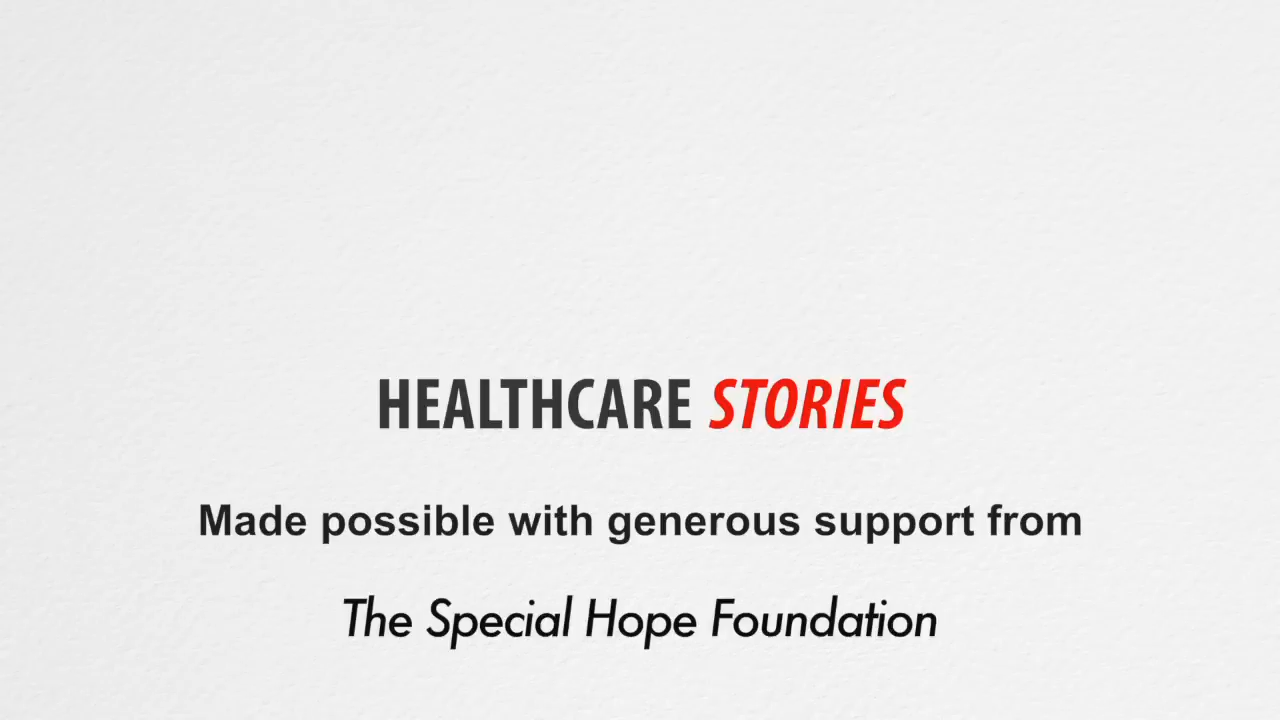 HEALTHCARE STORIES
Made possible with generous support from
The Special Hope Foundation